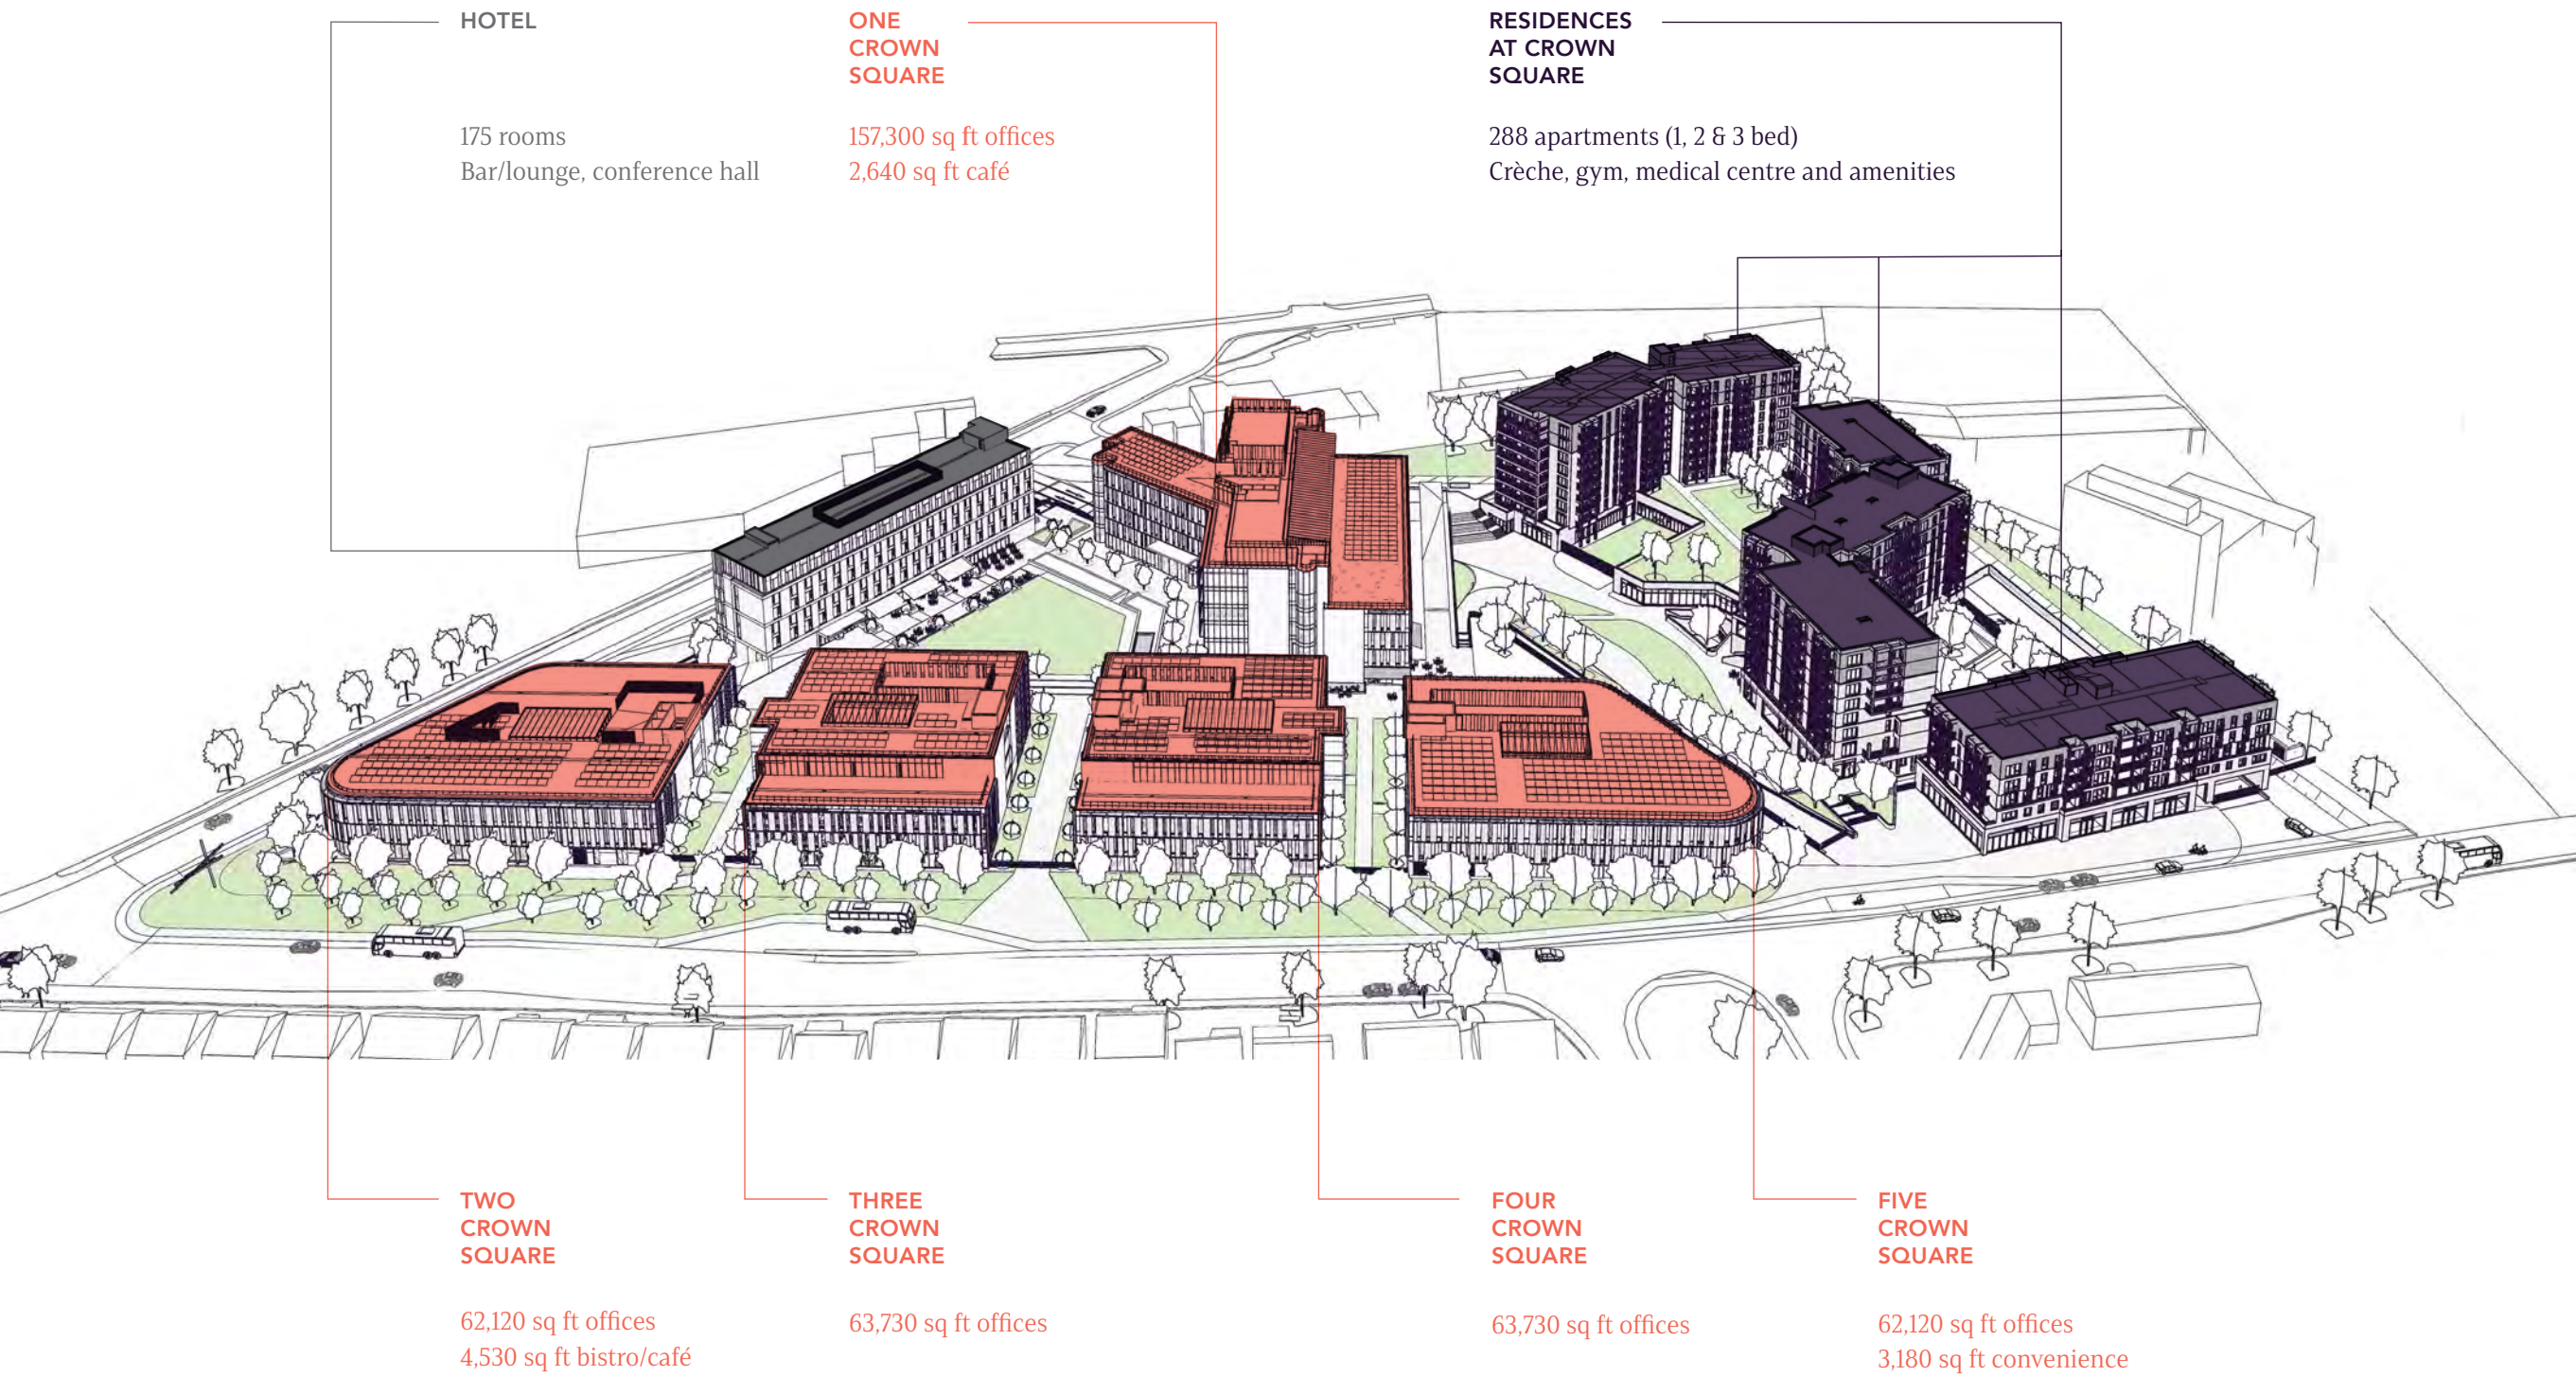 HOTEL
175 rooms
Bar/lounge, conference hall
ONE
CROWN
SQUARE
157,300 sq ft offices
2,640 sq ft café
RESIDENCES
AT CROWN
SQUARE
288 apartments (1, 2 & 3 bed)
Crèche, gym, medical centre and amenities
TWO
CROWN
SQUARE
62,120 sq ft offices
4,530 sq ft bistro/café
THREE
CROWN
SQUARE
63,730 sq ft offices
FOUR
CROWN
SQUARE
63,730 sq ft offices
FIVE
CROWN
SQUARE
62,120 sq ft offices
3,180 sq ft convenience